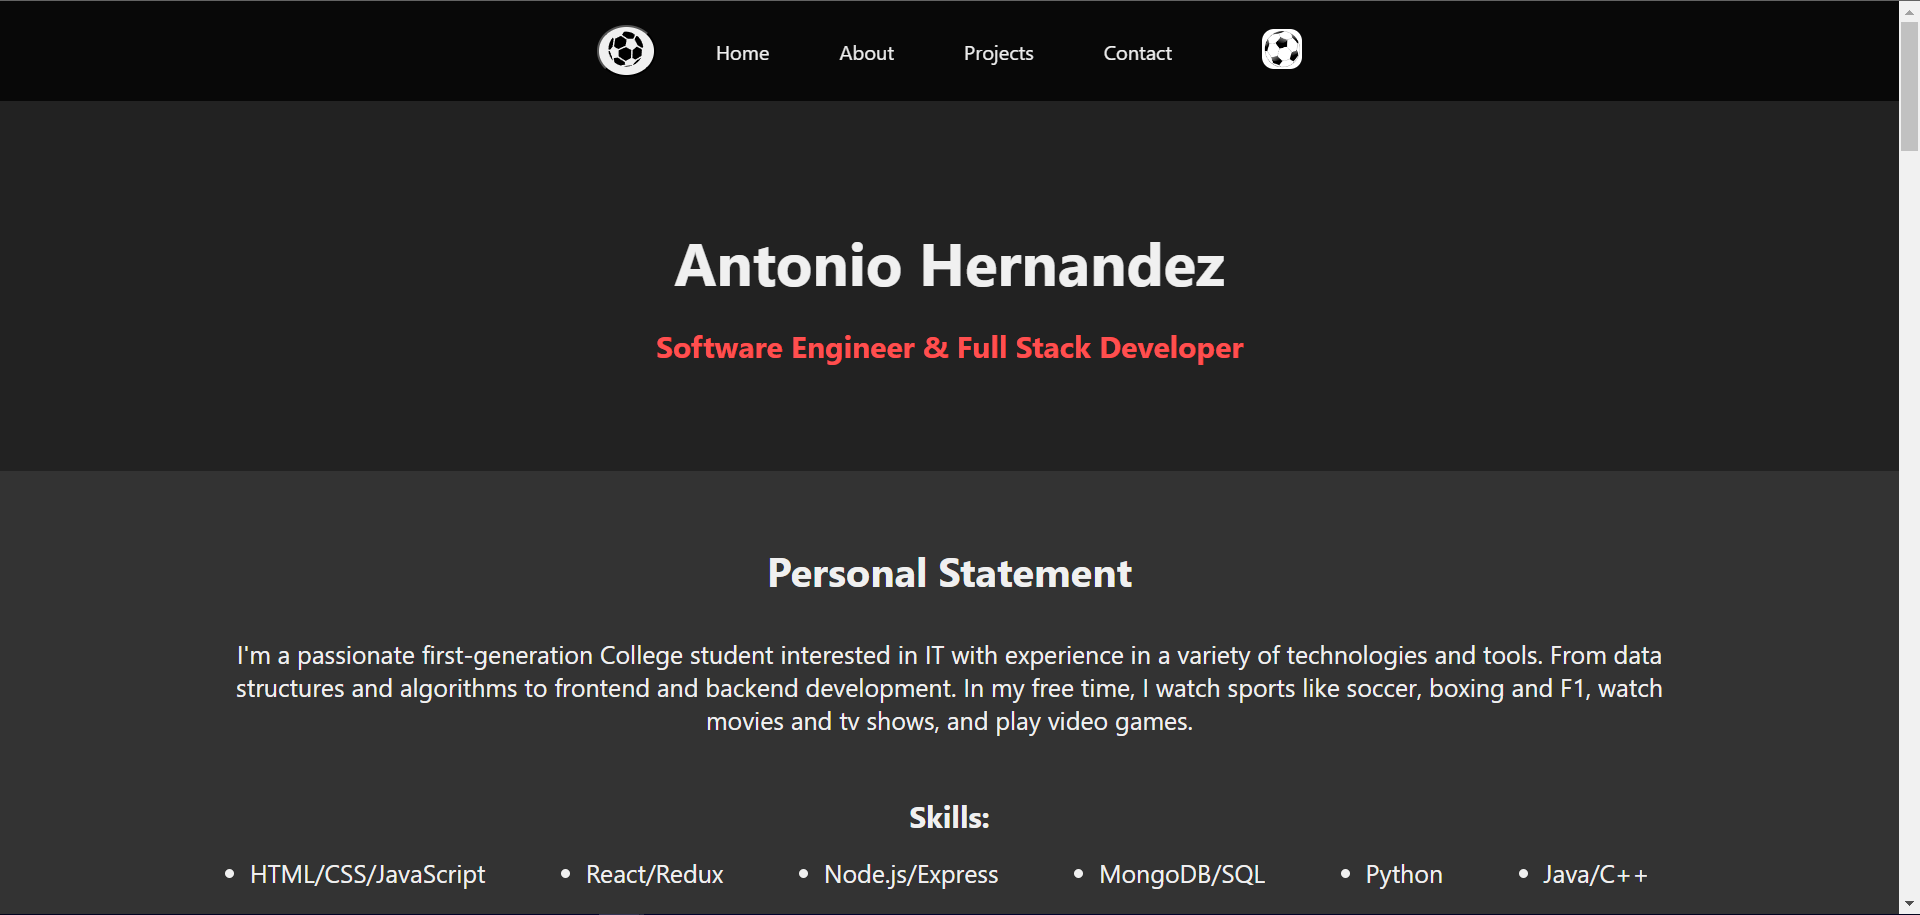 Home About Projects Contact
Antonio Hernandez
Software Engineer & Full Stack Developer
Personal Statement
I'm a passionate first-generation College student interested in IT with experience in a variety of technologies and tools. From data
structures and algorithms to frontend and backend development. In my free time, I watch sports like soccer, boxing and F1, watch
movies and tv shows, and play video games.
Skills:
• HTML/CSS/JavaScript • React/Redux • Node.js/Express • MongoDB/SQL • Python • Java/C++